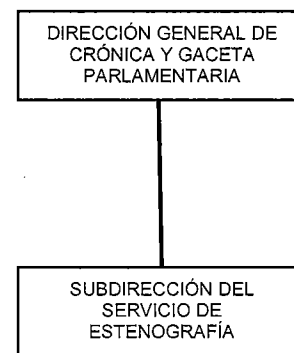 DIRECCIÓN GENERAL DE
CRÓNICA Y GACETA
PARLAMENTARIA
SUBDIRECCIÓN DEL
SERVICIO DE
ESTENOGRAFÍA